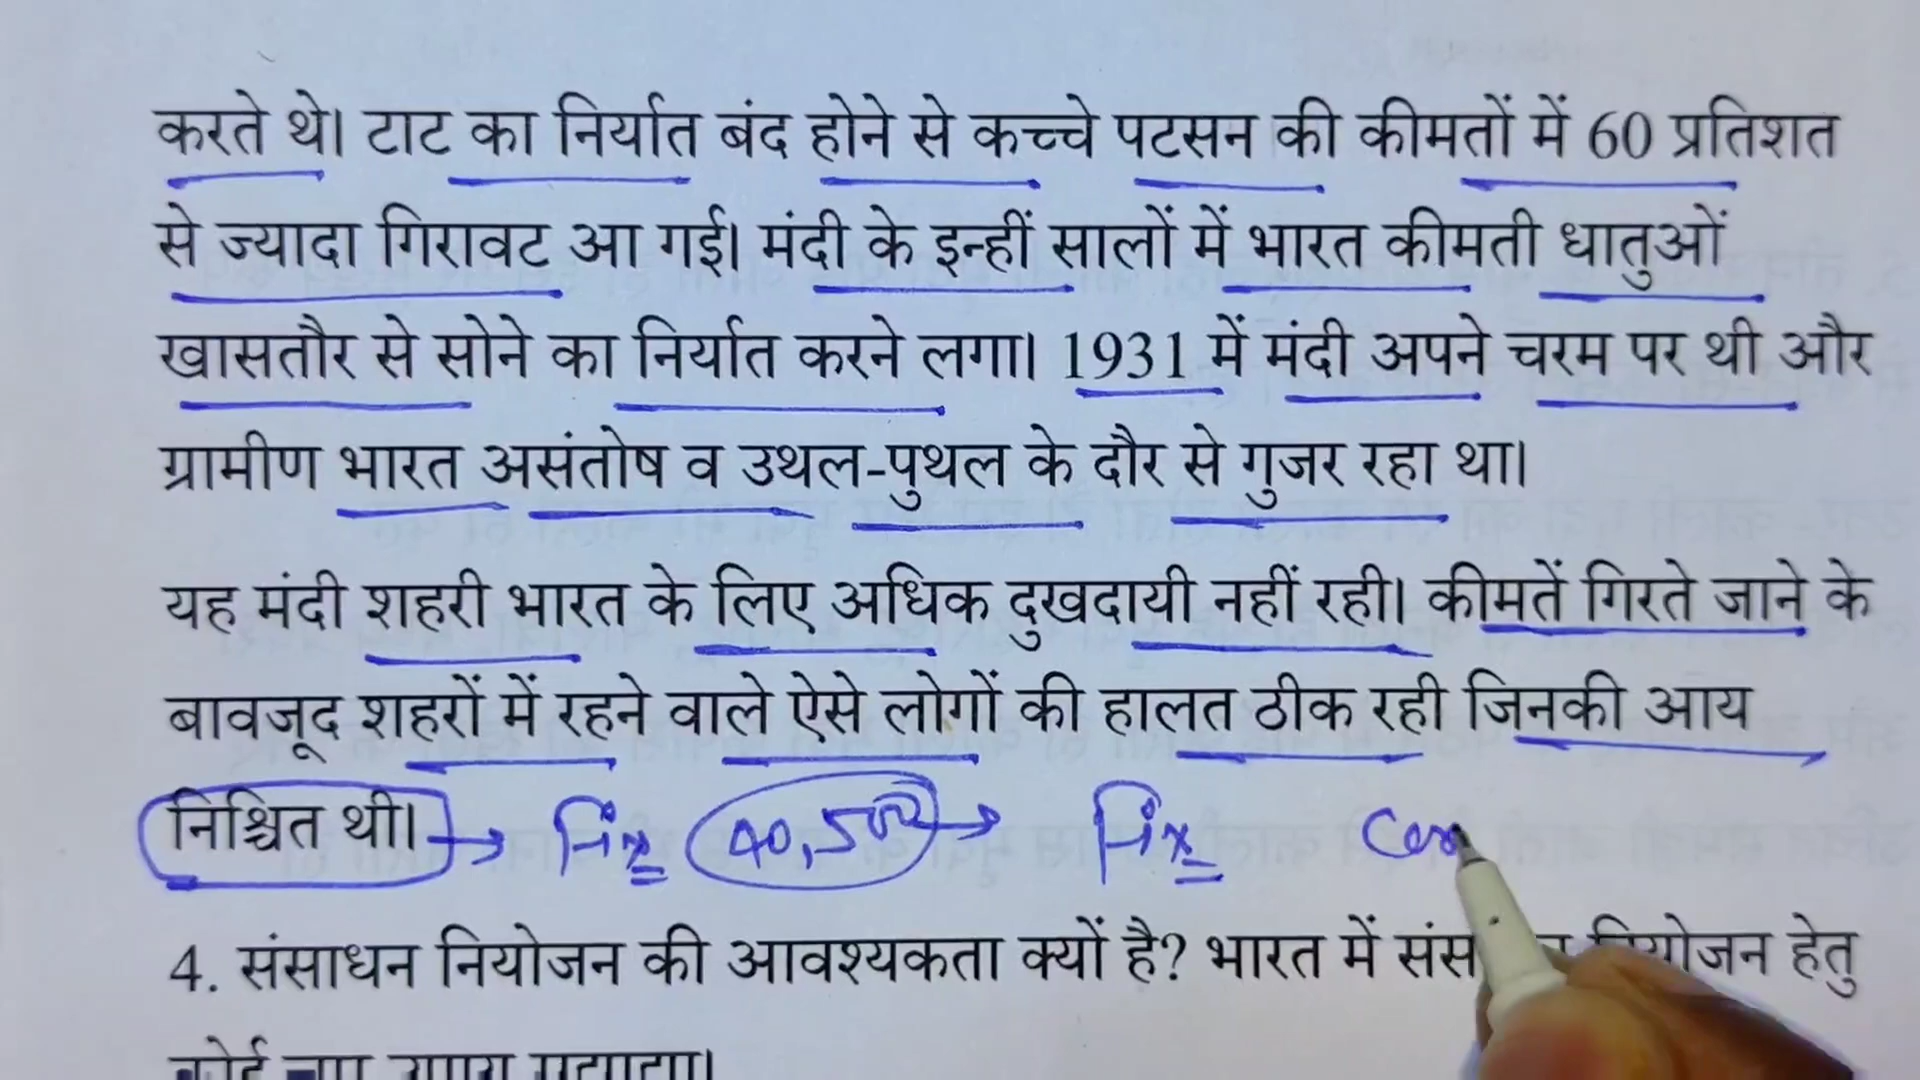 करते थे। टाट का निर्यात बंद होने से कच्चे पटसन की कीमतों में 60 प्रतिशत
से ज्यादा गिरावट आ गई। मंदी के इन्हीं सालों में भारत कीमती धातुओं
खासतौर से सोने का निर्यात करने लगा। 1931 में मंदी अपने चरम पर थी और
ग्रामीण भारत असंतोष व उथल-पुथल के दौर से गुजर रहा था।
यह मंदी शहरी भारत के लिए अधिक दुखदायी नहीं रही। कीमतें गिरते जाने के
बावजूद शहरों में रहने वाले ऐसे लोगों की हालत ठीक रही जिनकी आय
निश्चित थी। → Fix 40,500 → Fix
4. संसाधन नियोजन की आवश्यकता क्यों है? भारत में हेतु